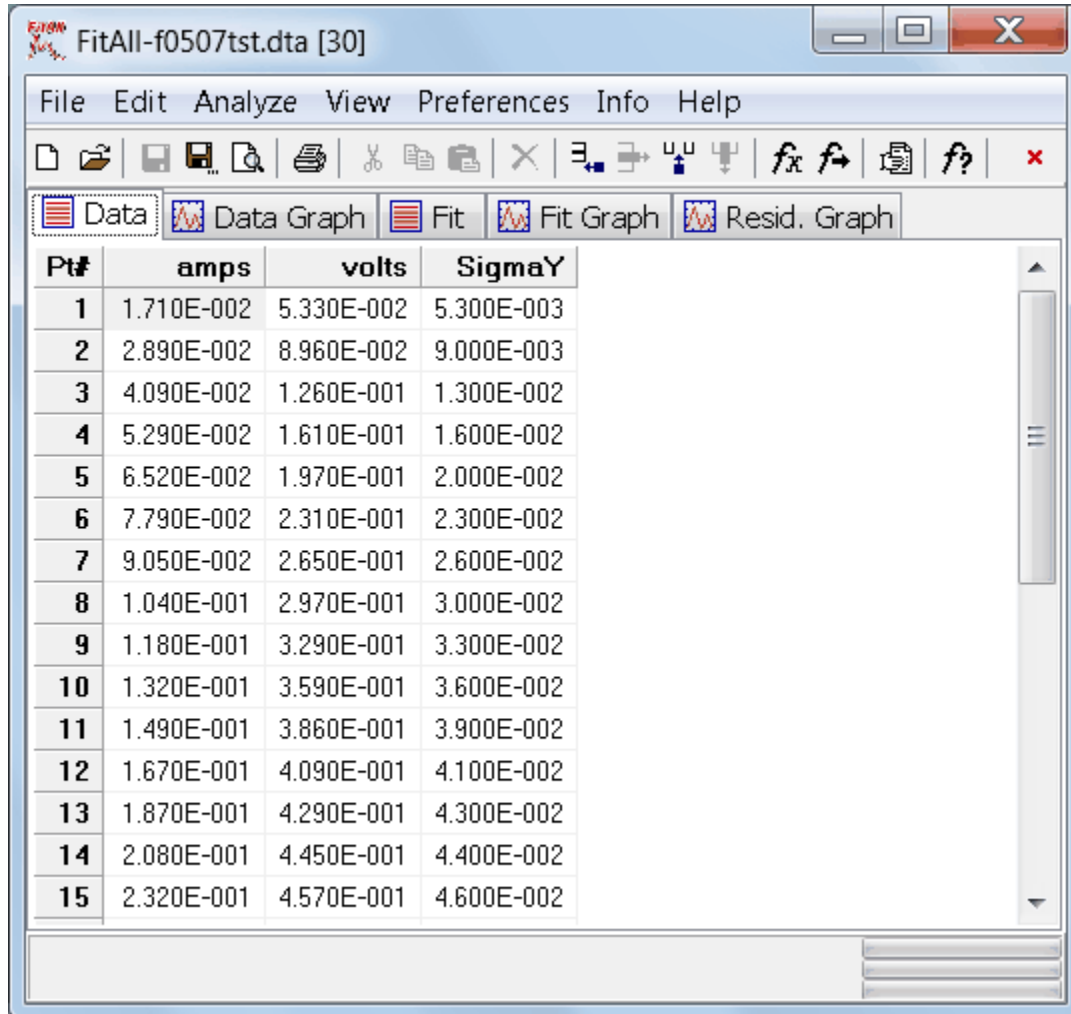 FitAll-f0507tst.dta [30]
File Edit Analyze View Preferences Info Help
Data Data Graph Fit Fit Graph Resid. Graph
Pt# amps volts SigmaY
1 1.710E-002 5.330E-002 5.300E-003
2 2.890E-002 8.960E-002 9.000E-003
3 4.090E-002 1.260E-001 1.300E-002
4 5.290E-002 1.610E-001 1.600E-002
5 6.520E-002 1.970E-001 2.000E-002
6 7.790E-002 2.310E-001 2.300E-002
7 9.050E-002 2.650E-001 2.600E-002
8 1.040E-001 2.970E-001 3.000E-002
9 1.180E-001 3.290E-001 3.300E-002
10 1.320E-001 3.590E-001 3.600E-002
11 1.490E-001 3.860E-001 3.900E-002
12 1.670E-001 4.090E-001 4.100E-002
13 1.870E-001 4.290E-001 4.300E-002
14 2.080E-001 4.450E-001 4.400E-002
15 2.320E-001 4.570E-001 4.600E-002